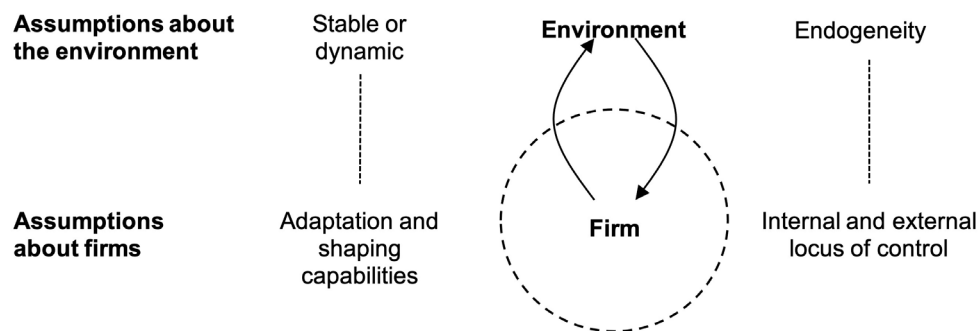 Assumptions about
the environment
Stable or
dynamic
Environment
Endogeneity
Assumptions
about firms
Adaptation and
shaping
capabilities
Firm
Internal and external
locus of control